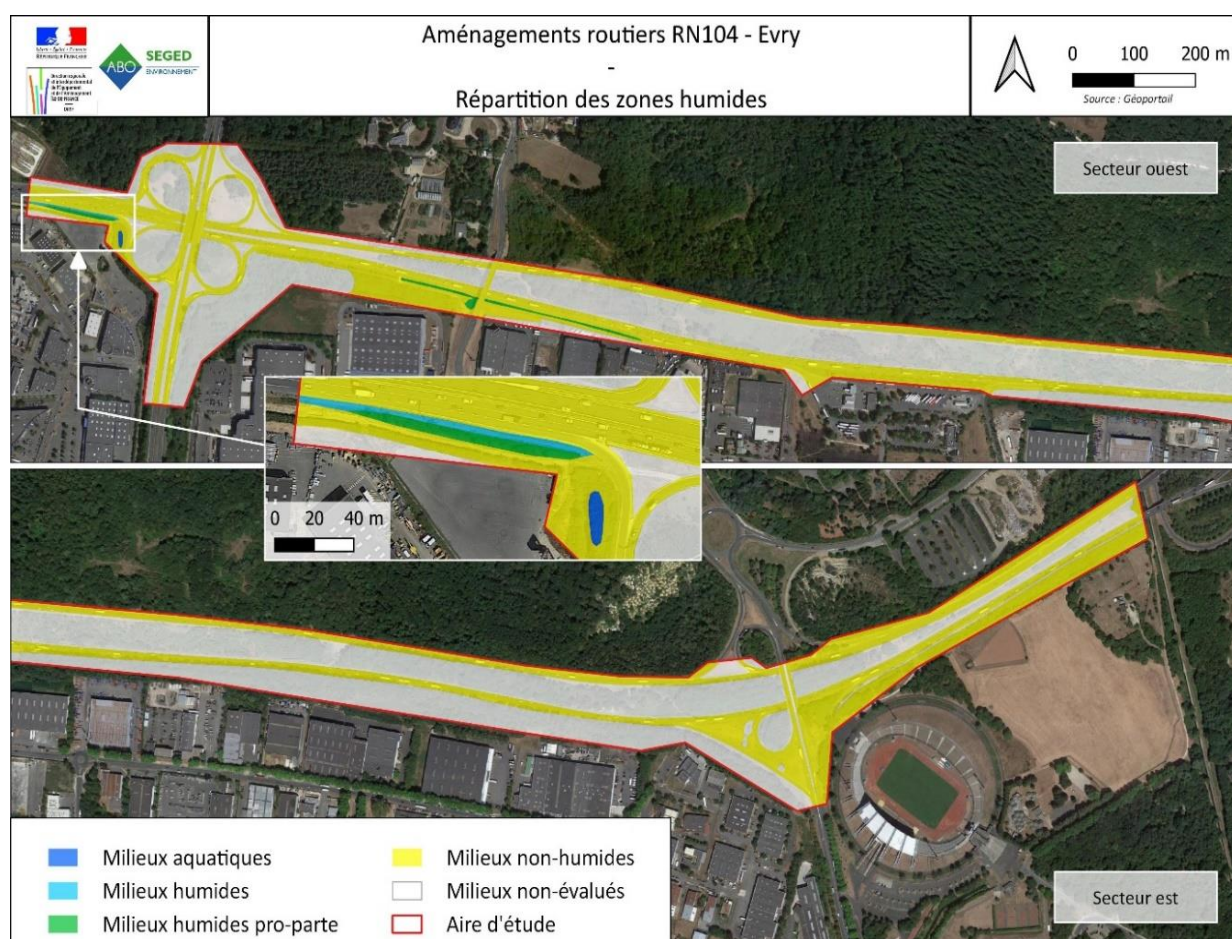 Aménagements routiers RN104 - Evry
-
Répartition des zones humides
RÉPUBLIQUE FRANÇAISE
ABO
SEGED
ENVIRONNEMENT
0 100 200 m
Source : Géoportail
Secteur ouest
0 20 40 m
Milieux aquatiques
Milieux humides
Milieux humides pro-parte
Milieux non-humides
Milieux non-évalués
Aire d'étude
Secteur est